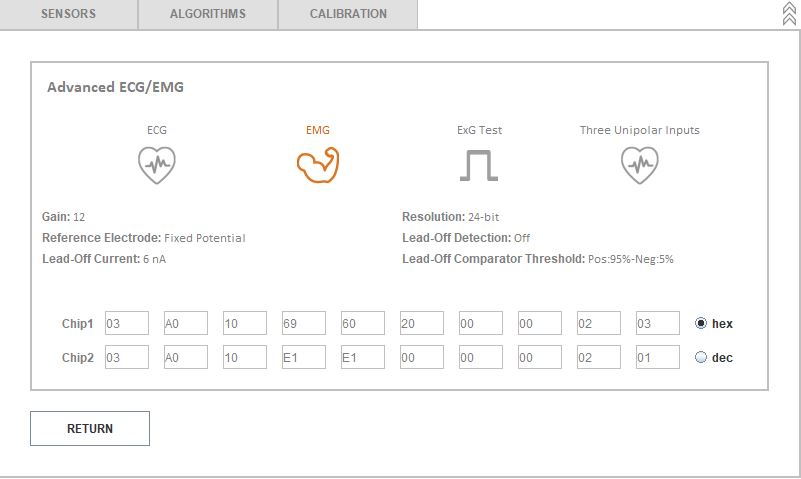 SENSORS ALGORITHMS CALIBRATION
Advanced ECG/EMG
ECG EMG ExG Test Three Unipolar Inputs
Gain: 12 Resolution: 24-bit
Reference Electrode: Fixed Potential Lead-Off Detection: Off
Lead-Off Current: 6 nA Lead-Off Comparator Threshold: Pos:95%-Neg:5%
Chip1 03 A0 10 69 60 20 00 00 02 03 hex
Chip2 03 A0 10 E1 E1 00 00 00 02 01 dec
RETURN